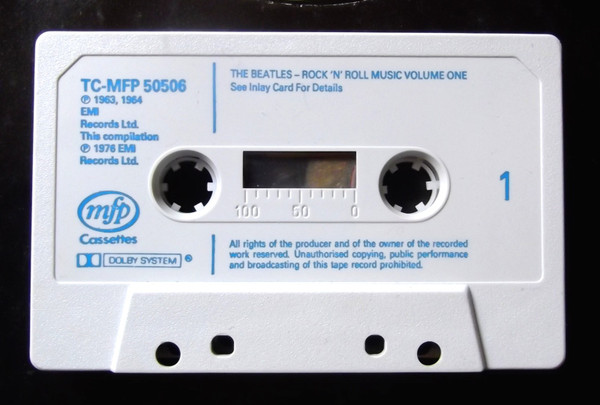 TC-MFP 50506
℗ 1963, 1964
EMI
Records Ltd.
This compilation
℗ 1976 EMI
Records Ltd.
THE BEATLES – ROCK 'N' ROLL MUSIC VOLUME ONE
See Inlay Card For Details
100 50 0
1
mfp
Cassettes
DOLBY SYSTEM ®
All rights of the producer and of the owner of the recorded
work reserved. Unauthorised copying, public performance
and broadcasting of this tape record prohibited.